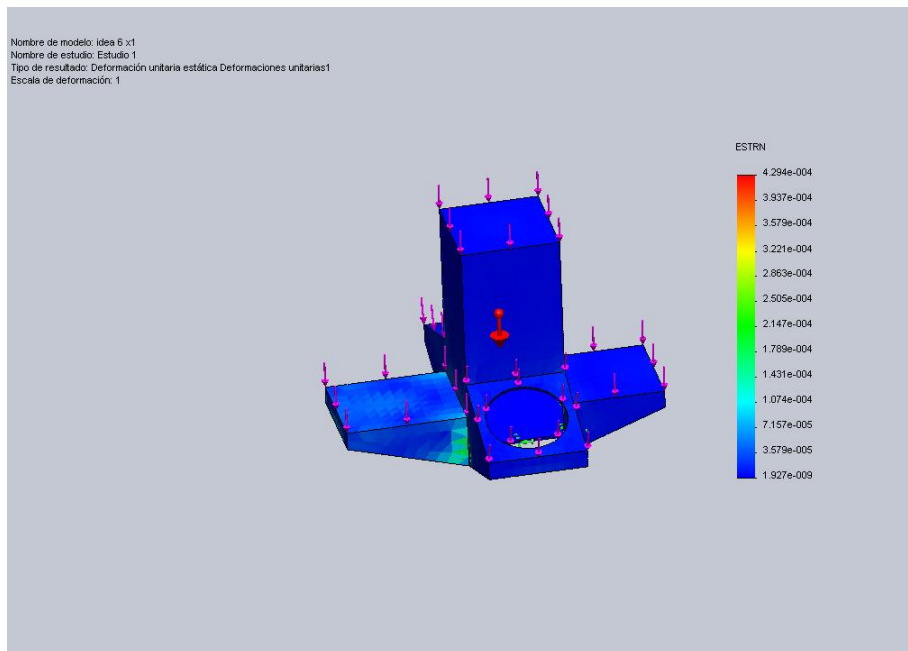 Nombre de modelo: idea 6 x1
Nombre de estudio: Estudio 1
Tipo de resultado: Deformación unitaria estática Deformaciones unitarias1
Escala de deformación: 1
ESTRN
4.294e-004
3.937e-004
3.579e-004
3.221e-004
2.863e-004
2.505e-004
2.147e-004
1.789e-004
1.431e-004
1.074e-004
7.157e-005
3.579e-005
1.927e-009